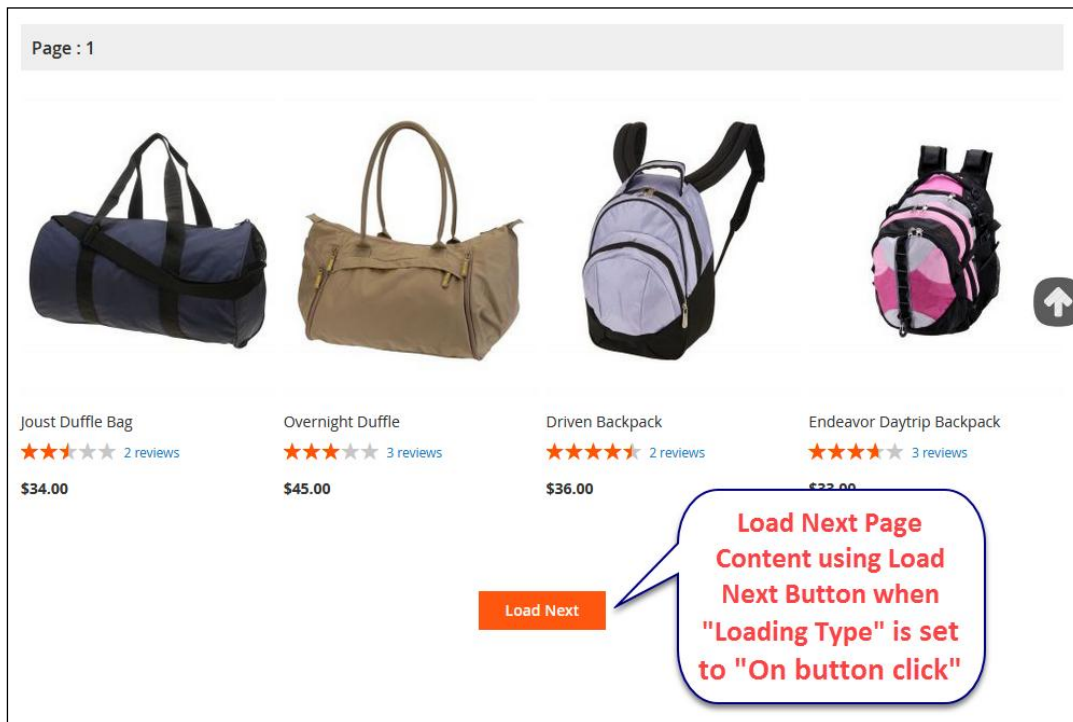 Page : 1
Joust Duffle Bag
Overnight Duffle
Driven Backpack
Endeavor Daytrip Backpack
2 reviews
3 reviews
2 reviews
3 reviews
$34.00
$45.00
$36.00
$33.00
Load Next Page
Content using Load
Next Button when
"Loading Type" is set
to "On button click"
Load Next